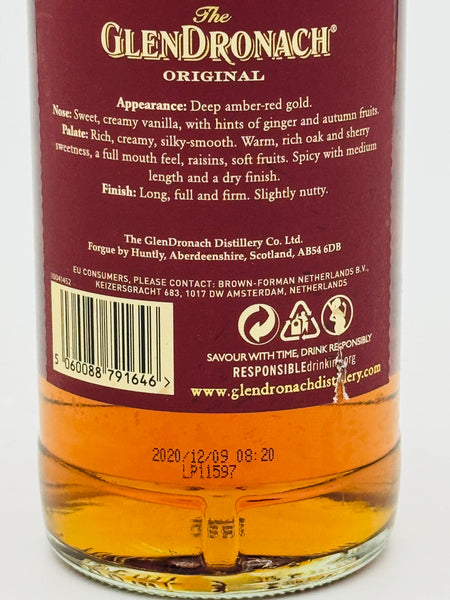 The
GLENDRONACH®
ORIGINAL
Appearance: Deep amber-red gold.
Nose: Sweet, creamy vanilla, with hints of ginger and autumn fruits.
Palate: Rich, creamy, silky-smooth. Warm, rich oak and sherry
sweetness, a full mouth feel, raisins, soft fruits. Spicy with medium
length and a dry finish.
Finish: Long, full and firm. Slightly nutty.
The GlenDronach Distillery Co. Ltd.
Forgue by Huntly, Aberdeenshire, Scotland, AB54 6DB
EU CONSUMERS, PLEASE CONTACT: BROWN-FORMAN NETHERLANDS B.V.,
KEIZERSGRACHT 683, 1017 DW AMSTERDAM, NETHERLANDS
5 060088 791646 >
SAVOUR WITH TIME, DRINK RESPONSIBLY
RESPONSIBLEdrinking.org
www.glendronachdistillery.com
2020/12/09 08:20
LP11597